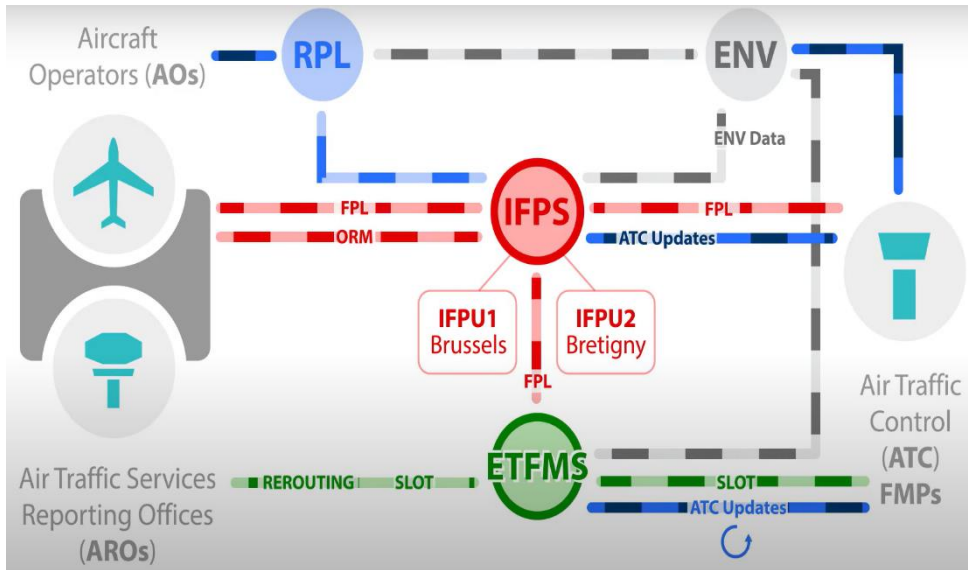 Aircraft
Operators (AOs)
RPL
ENV
ENV Data
FPL
ORM
IFPS
FPL
ATC Updates
IFPU1
Brussels
IFPU2
Bretigny
FPL
Air Traffic
Control
(ATC)
FMPs
ETFMS
Air Traffic Services
Reporting Offices
(AROs)
REROUTING
SLOT
SLOT
ATC Updates